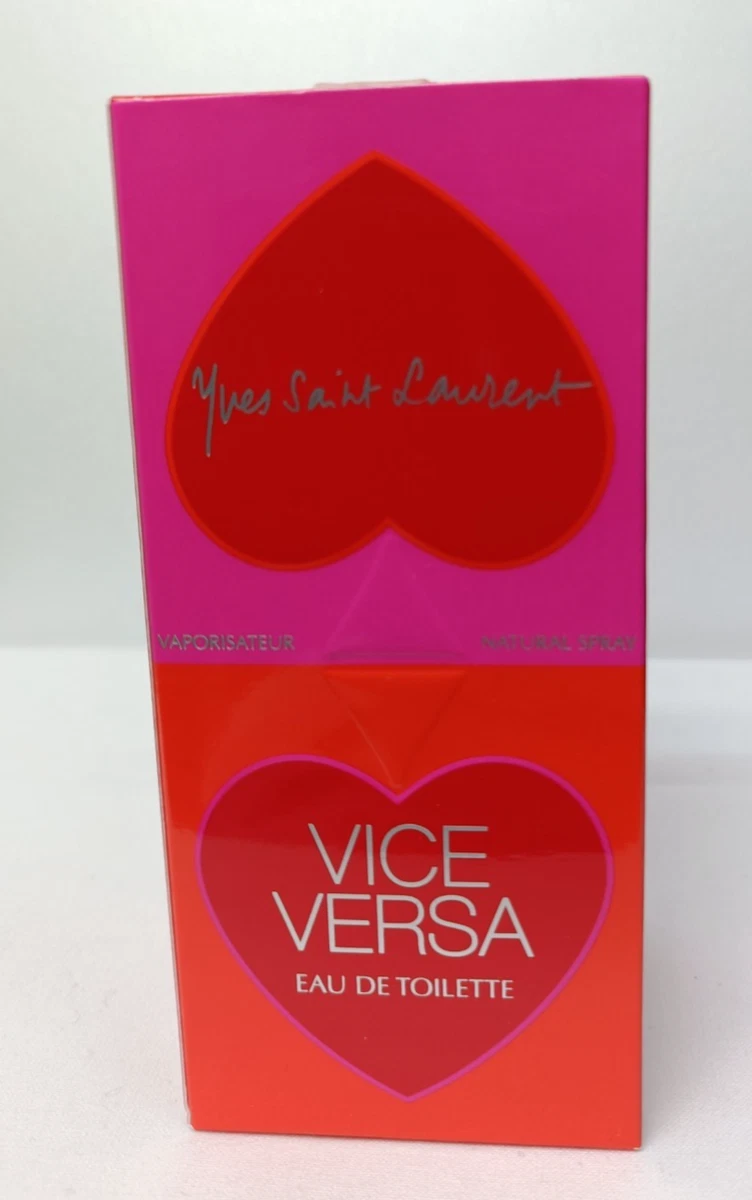 Yves Saint Laurent
VAPORISATEUR NATURAL SPRAY
VICE
VERSA
EAU DE TOILETTE